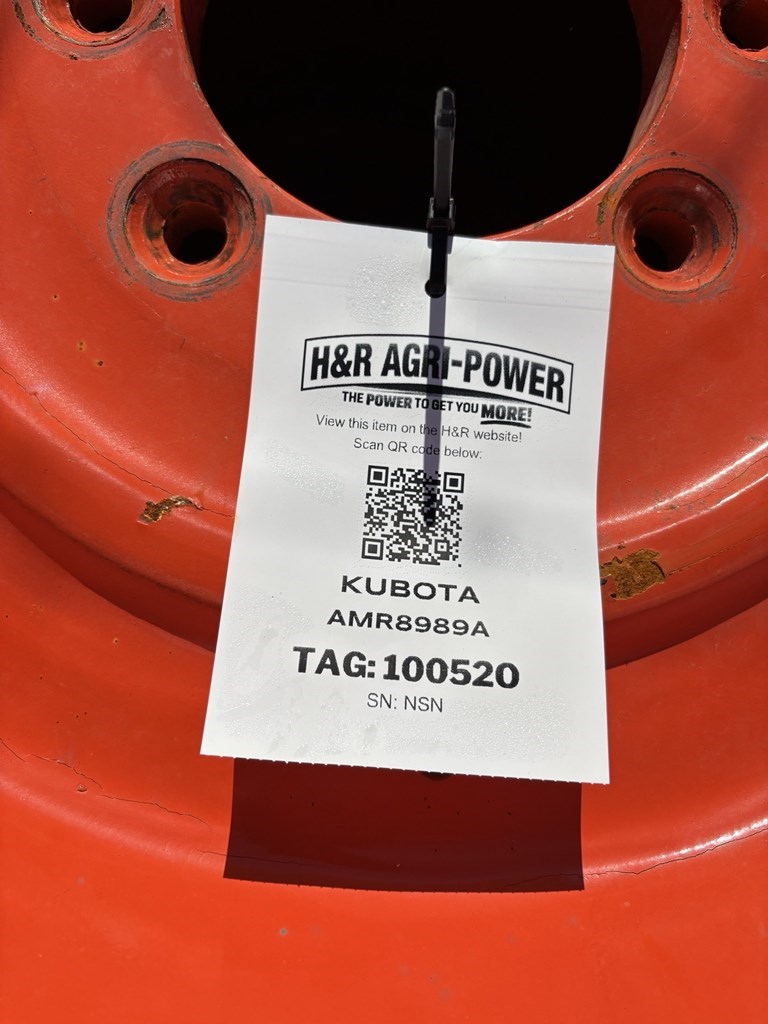 H&R AGRI-POWER
THE POWER TO GET YOU MORE!
View this item on the H&R website!
Scan QR code below:
KUBOTA
AMR8989A
TAG: 100520
SN: NSN